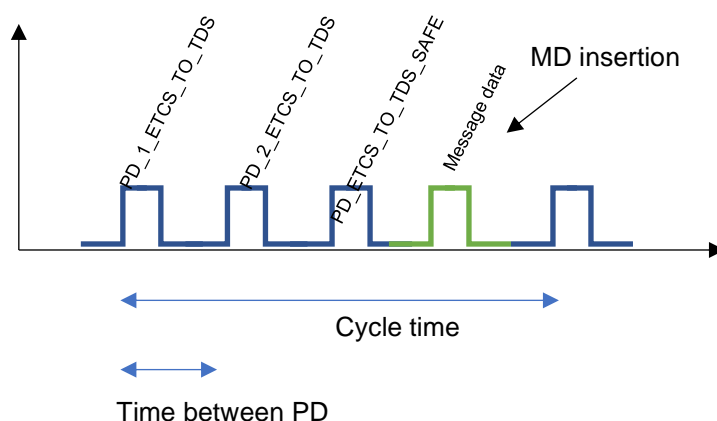 PD_1_ETCS_TO_TDS
PD_2_ETCS_TO_TDS
PD_ETCS_TO_TDS_SAFE
Message data
MD insertion
Cycle time
Time between PD